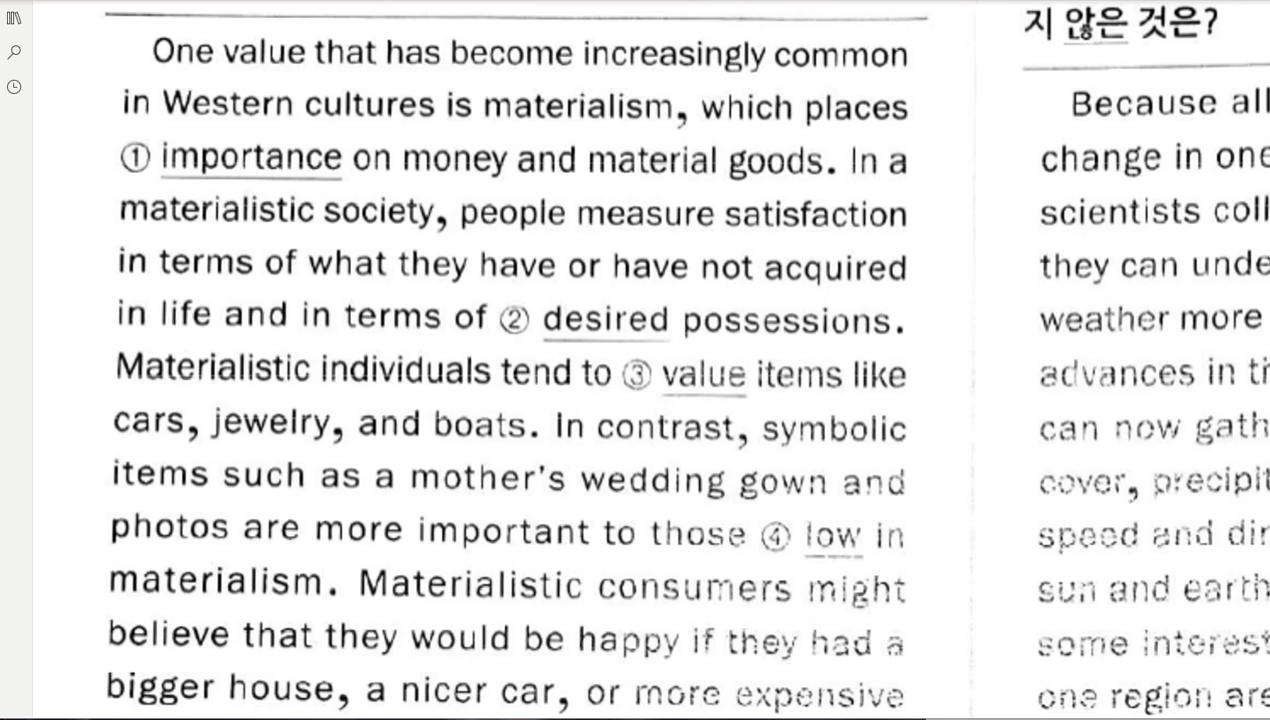 One value that has become increasingly common
in Western cultures is materialism, which places
① importance on money and material goods. In a
materialistic society, people measure satisfaction
in terms of what they have or have not acquired
in life and in terms of ② desired possessions.
Materialistic individuals tend to ③ value items like
cars, jewelry, and boats. In contrast, symbolic
items such as a mother's wedding gown and
photos are more important to those ④ low in
materialism. Materialistic consumers might
believe that they would be happy if they had a
bigger house, a nicer car, or more expensive
지 않은 것은?
Because all
change in one
scientists coll
they can unde
weather more
advances in
can now gath
cover, precipit
speed and dir
sun and earth
some interest
one region are